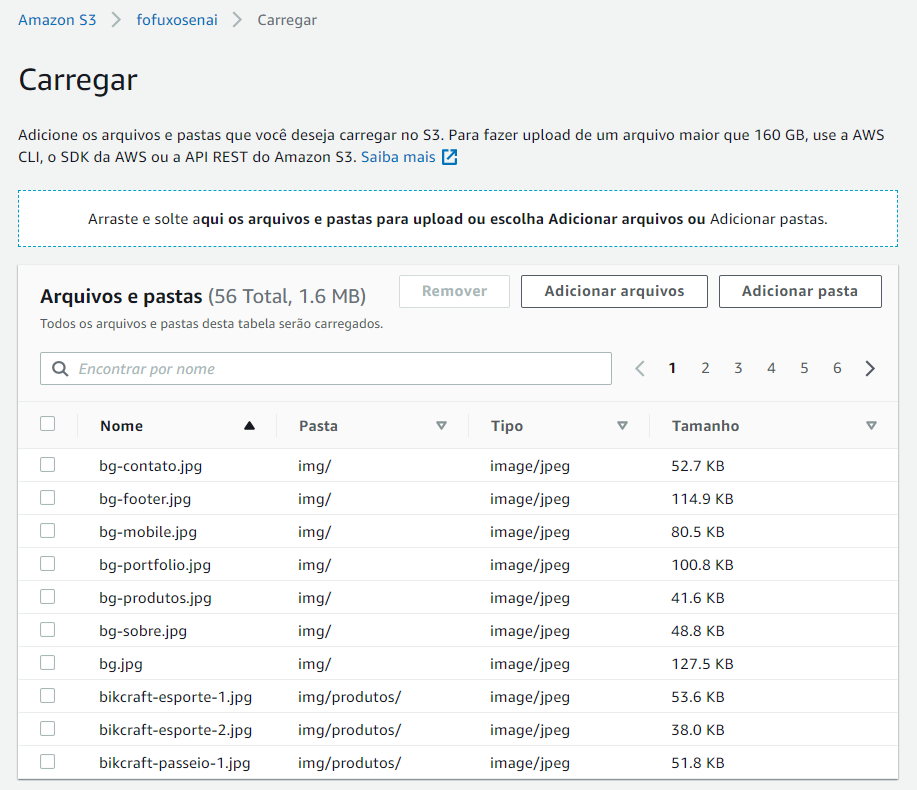 Amazon S3 > fofuxosenai > Carregar
Carregar
Adicione os arquivos e pastas que você deseja carregar no S3. Para fazer upload de um arquivo maior que 160 GB, use a AWS
CLI, o SDK da AWS ou a API REST do Amazon S3. Saiba mais
Arraste e solte aqui os arquivos e pastas para upload ou escolha Adicionar arquivos ou Adicionar pastas.
Arquivos e pastas (56 Total, 1.6 MB) Remover Adicionar arquivos Adicionar pasta
Todos os arquivos e pastas desta tabela serão carregados.
Encontrar por nome < 1 2 3 4 5 6 >
Nome Pasta Tipo Tamanho
bg-contato.jpg img/ image/jpeg 52.7 KB
bg-footer.jpg img/ image/jpeg 114.9 KB
bg-mobile.jpg img/ image/jpeg 80.5 KB
bg-portfolio.jpg img/ image/jpeg 100.8 KB
bg-produtos.jpg img/ image/jpeg 41.6 KB
bg-sobre.jpg img/ image/jpeg 48.8 KB
bg.jpg img/ image/jpeg 127.5 KB
bikcraft-esporte-1.jpg img/produtos/ image/jpeg 53.6 KB
bikcraft-esporte-2.jpg img/produtos/ image/jpeg 38.0 KB
bikcraft-passeio-1.jpg img/produtos/ image/jpeg 51.8 KB